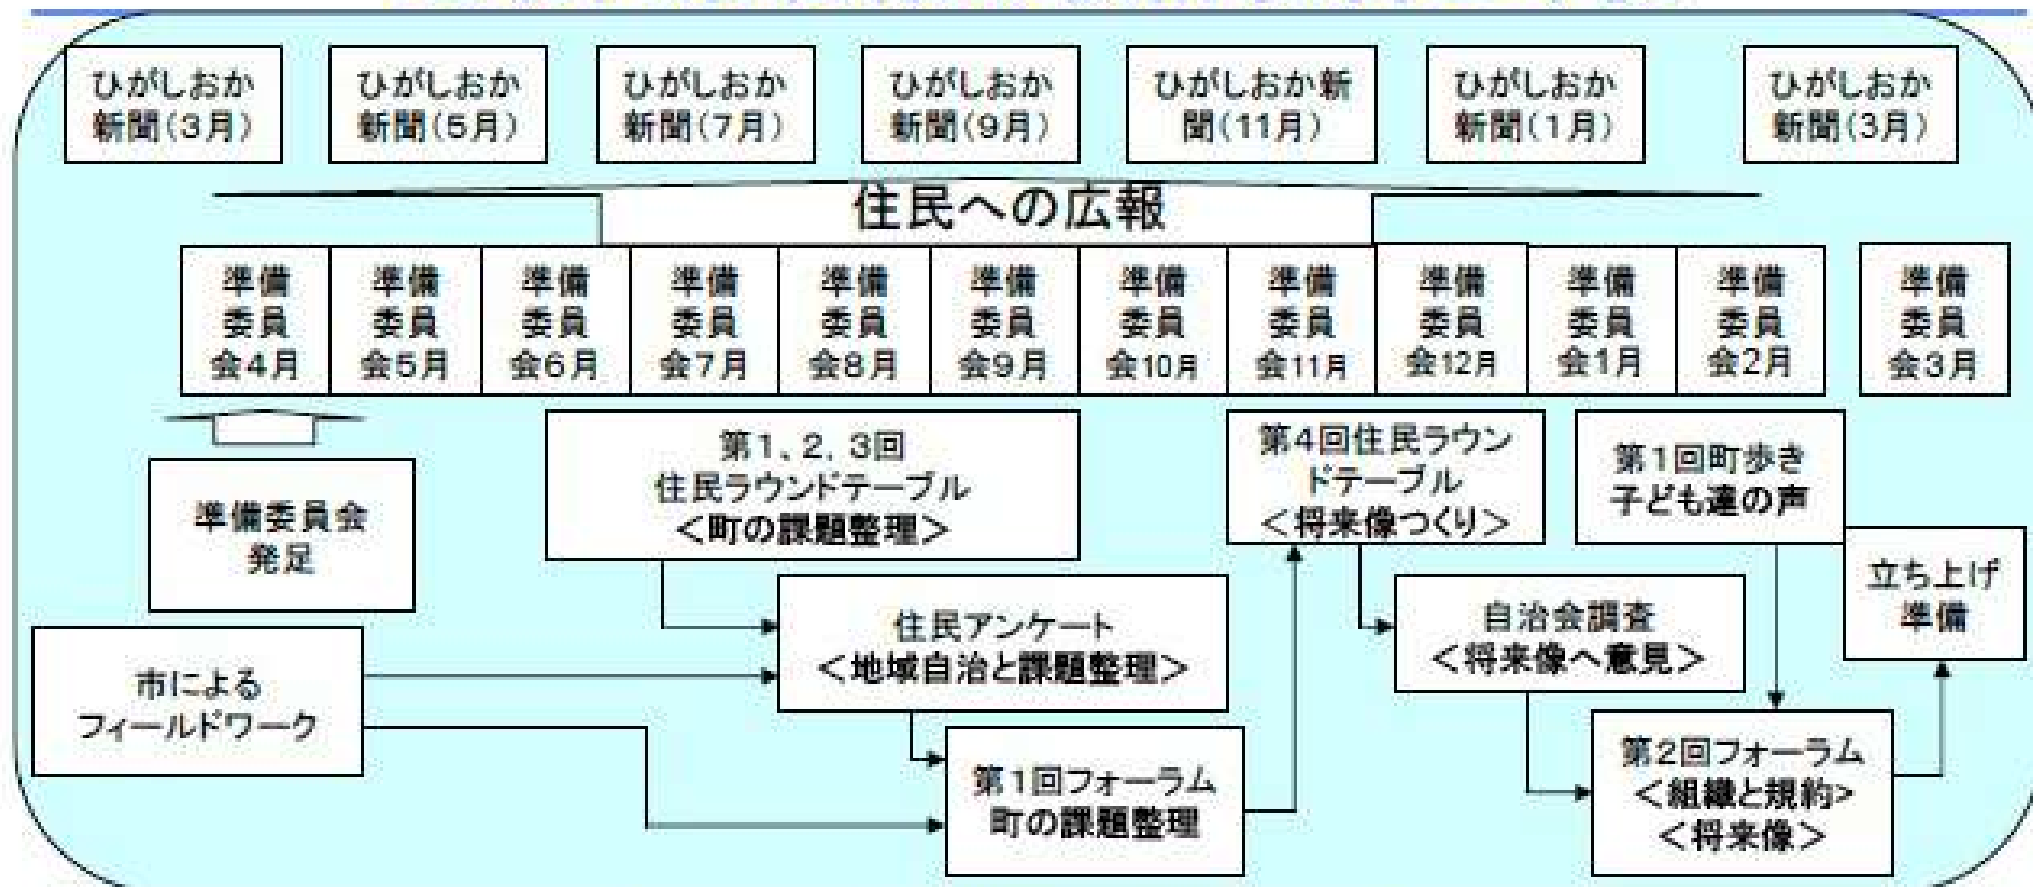 ひがしおか
新聞(3月)
ひがしおか
新聞(5月)
ひがしおか
新聞(7月)
ひがしおか
新聞(9月)
ひがしおか新
聞(11月)
ひがしおか
新聞(1月)
ひがしおか
新聞(3月)
住民への広報
準備
委員
会4月
準備
委員
会5月
準備
委員
会6月
準備
委員
会7月
準備
委員
会8月
準備
委員
会9月
準備
委員
会10月
準備
委員
会11月
準備
委員
会12月
準備
委員
会1月
準備
委員
会2月
準備
委員
会3月
準備委員会
発足
第1、2、3回
住民ラウンドテーブル
<町の課題整理>
第4回住民ラウン
ドテーブル
<将来像つくり>
第1回町歩き
子ども達の声
立ち上げ
準備
住民アンケート
<地域自治と課題整理>
自治会調査
<将来像へ意見>
市による
フィールドワーク
第1回フォーラム
町の課題整理
第2回フォーラム
<組織と規約>
<将来像>